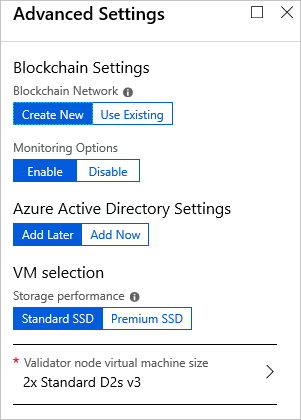 Advanced Settings
Blockchain Settings
Blockchain Network
Create New Use Existing
Monitoring Options
Enable Disable
Azure Active Directory Settings
Add Later Add Now
VM selection
Storage performance
Standard SSD Premium SSD
* Validator node virtual machine size
2x Standard D2s v3